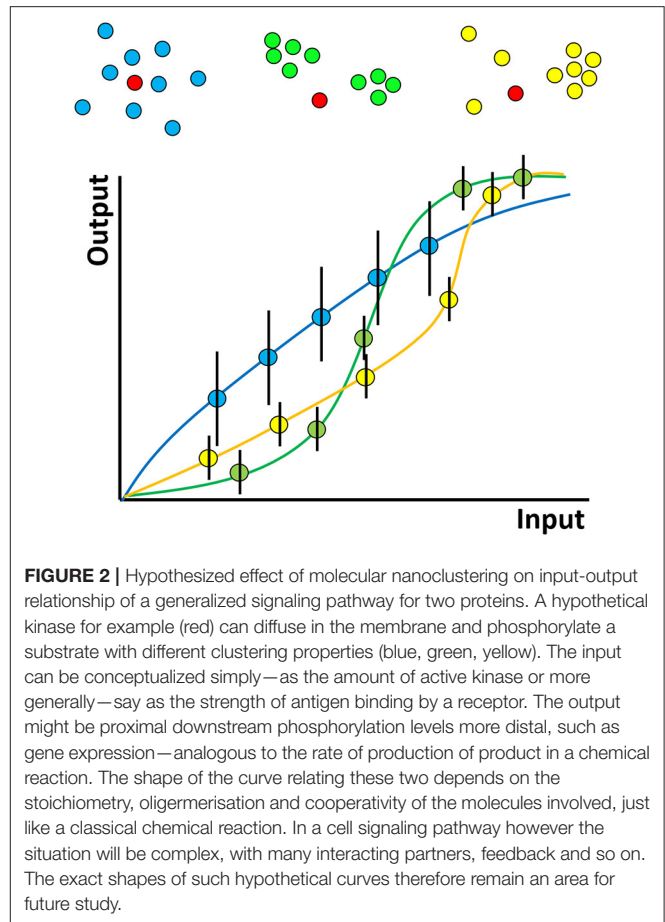 Output
Input
FIGURE 2 | Hypothesized effect of molecular nanoclustering on input-output
relationship of a generalized signaling pathway for two proteins. A hypothetical
kinase for example (red) can diffuse in the membrane and phosphorylate a
substrate with different clustering properties (blue, green, yellow). The input
can be conceptualized simply—as the amount of active kinase or more
generally—say as the strength of antigen binding by a receptor. The output
might be proximal downstream phosphorylation levels more distal, such as
gene expression—analogous to the rate of production of product in a chemical
reaction. The shape of the curve relating these two depends on the
stoichiometry, oligermerisation and cooperativity of the molecules involved, just
like a classical chemical reaction. In a cell signaling pathway however the
situation will be complex, with many interacting partners, feedback and so on.
The exact shapes of such hypothetical curves therefore remain an area for
future study.